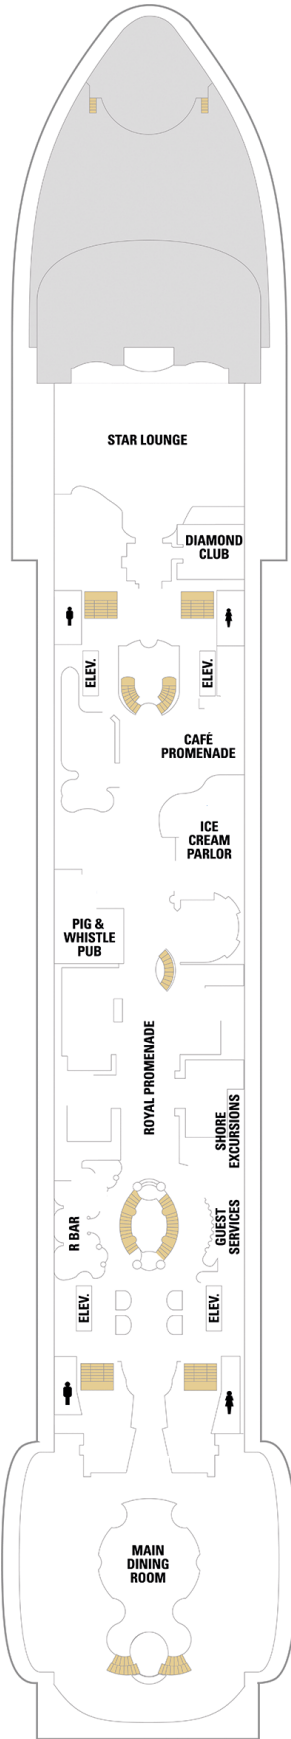 STAR LOUNGE
DIAMOND
CLUB
ELEV.
ELEV.
CAFÉ
PROMENADE
ICE
CREAM
PARLOR
PIG &
WHISTLE
PUB
ROYAL PROMENADE
SHORE
EXCURSIONS
R BAR
GUEST
SERVICES
ELEV.
ELEV.
MAIN
DINING
ROOM